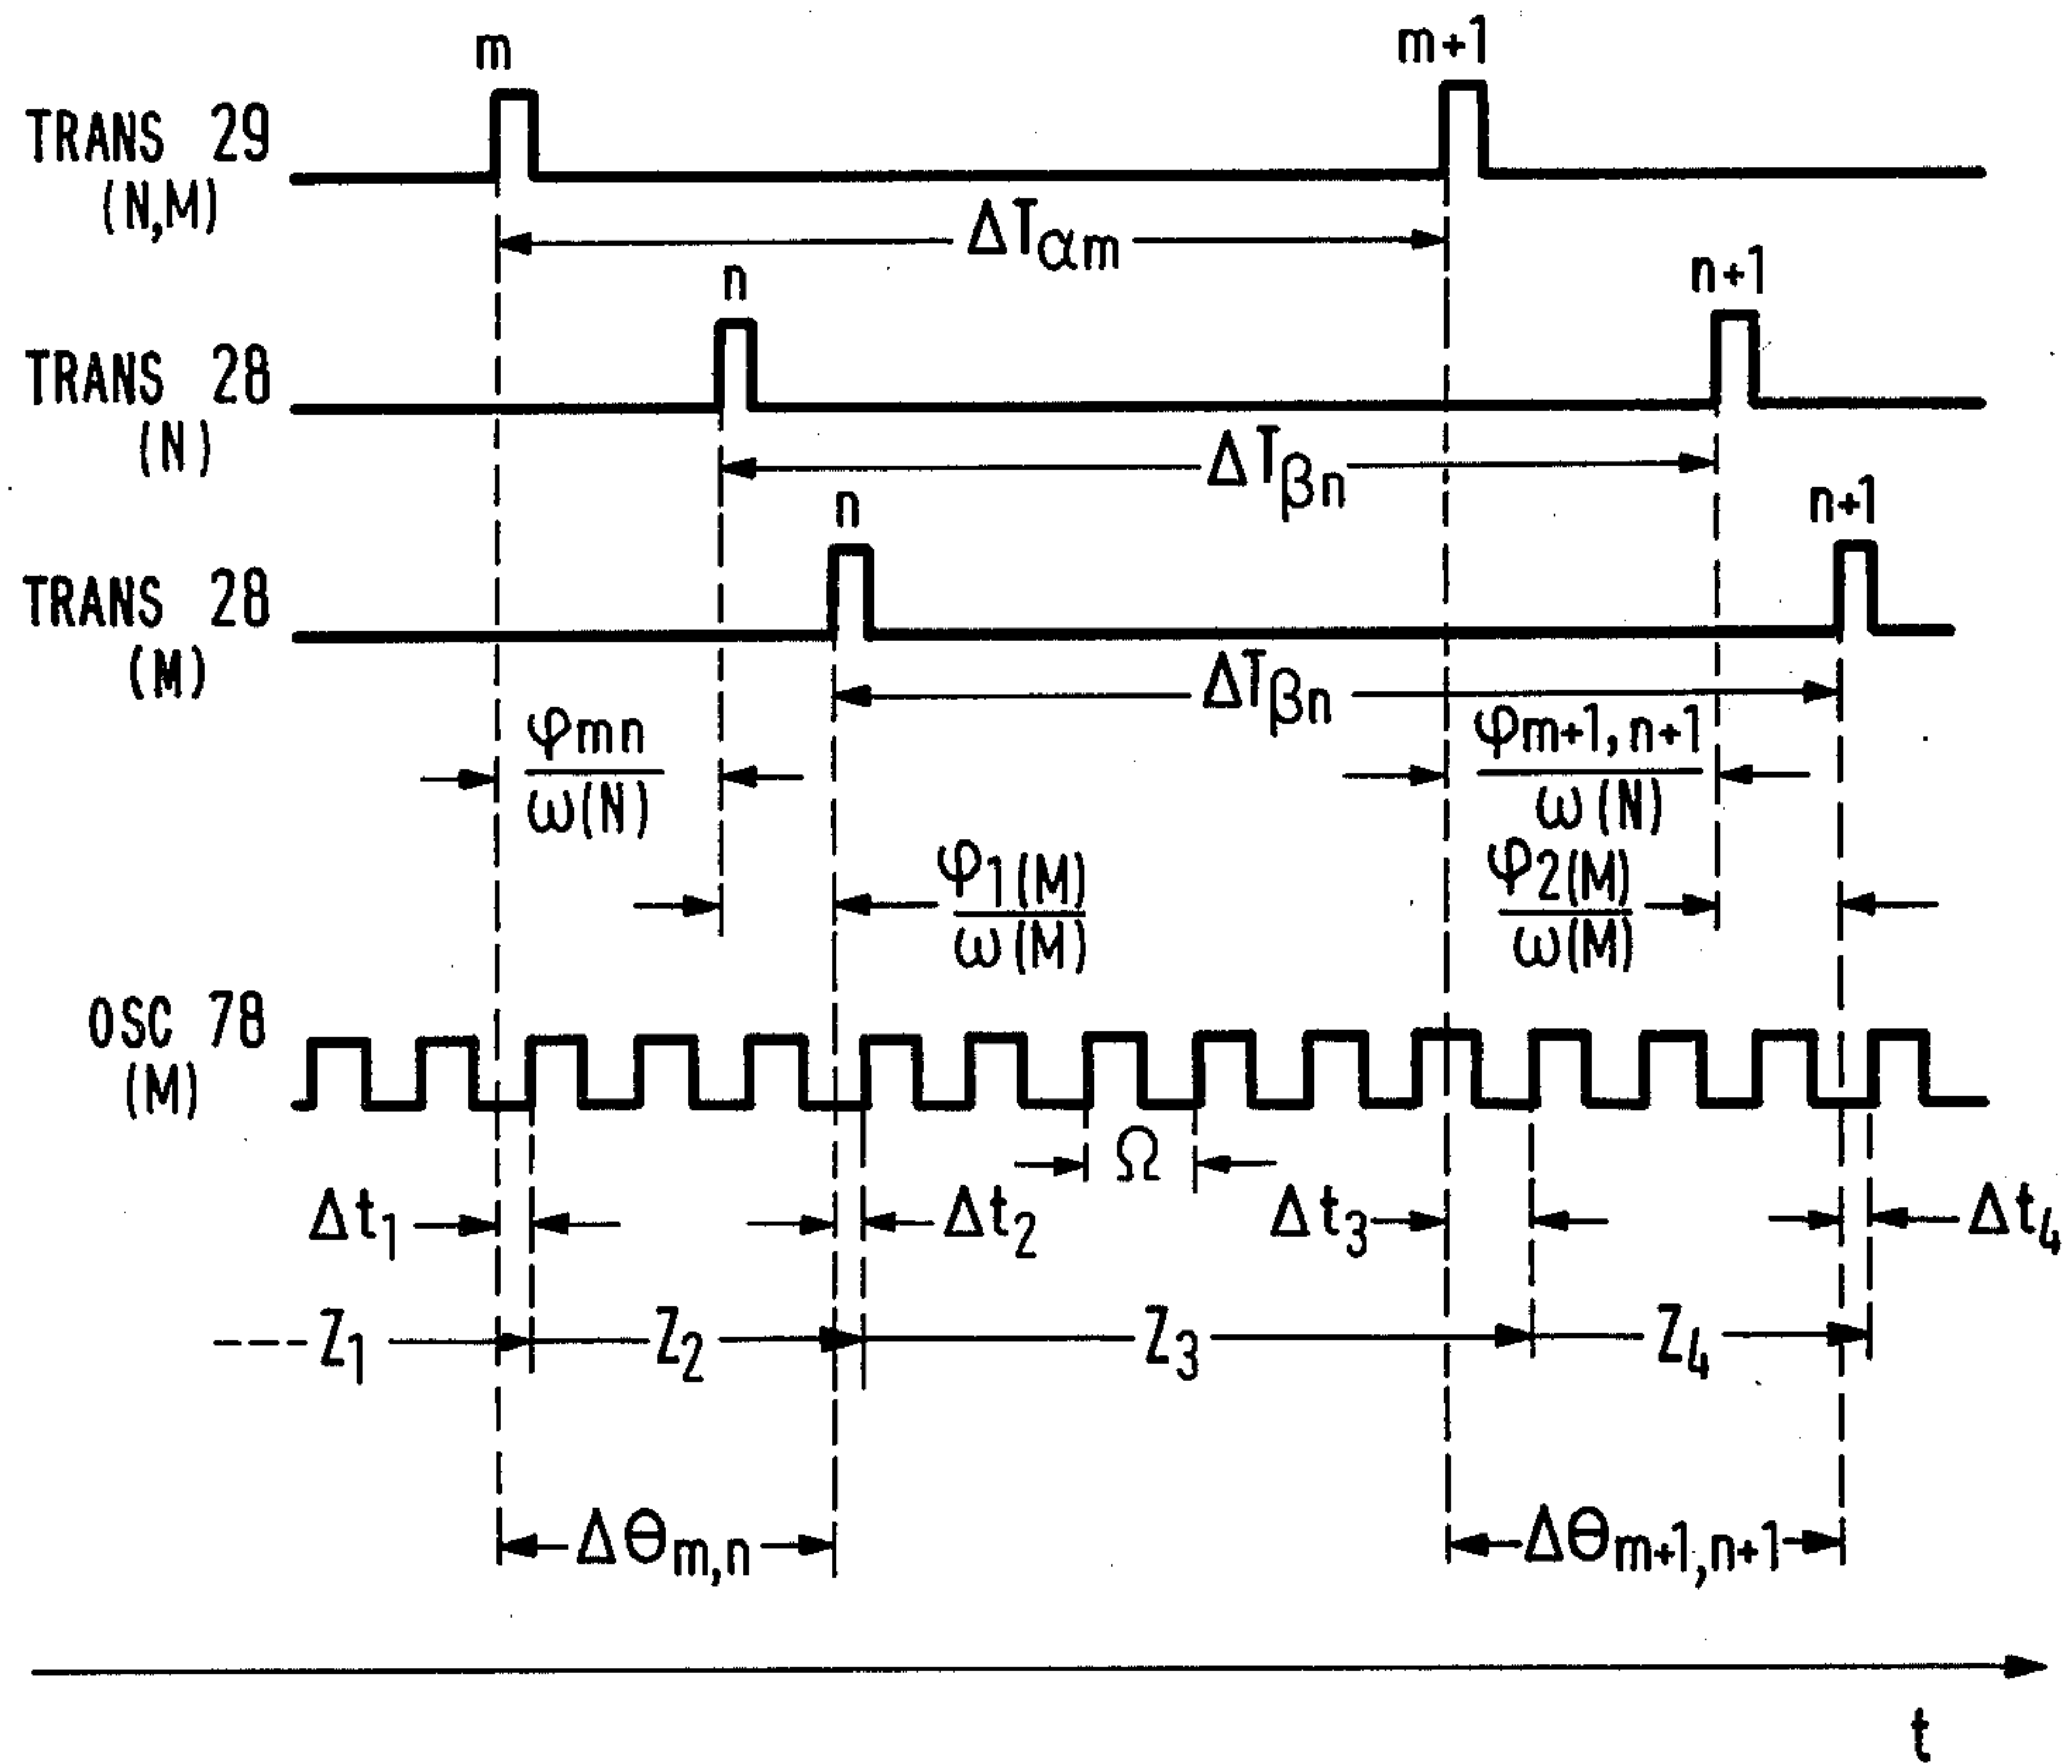 m m+1
TRANS 29
(N,M)
ΔTαm
n n+1
TRANS 28
(N)
ΔTβn
n n+1
TRANS 28
(M)
ΔTβn
φmn
ω(N)
φm+1,n+1
ω(N)
φ1(M)
ω(M)
φ2(M)
ω(M)
OSC 78
(M)
Ω
Δt1 Δt2 Δt3 Δt4
Z1 Z2 Z3 Z4
Δθm,n Δθm+1,n+1
t